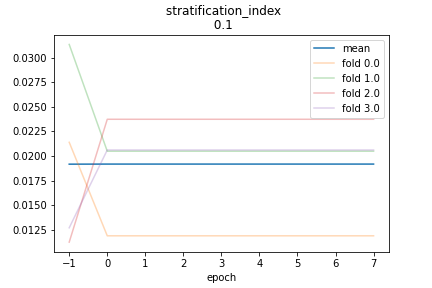 stratification_index
0.1
0.0300
0.0275
0.0250
0.0225
0.0200
0.0175
0.0150
0.0125
mean
fold 0.0
fold 1.0
fold 2.0
fold 3.0
−1 0 1 2 3 4 5 6 7
epoch